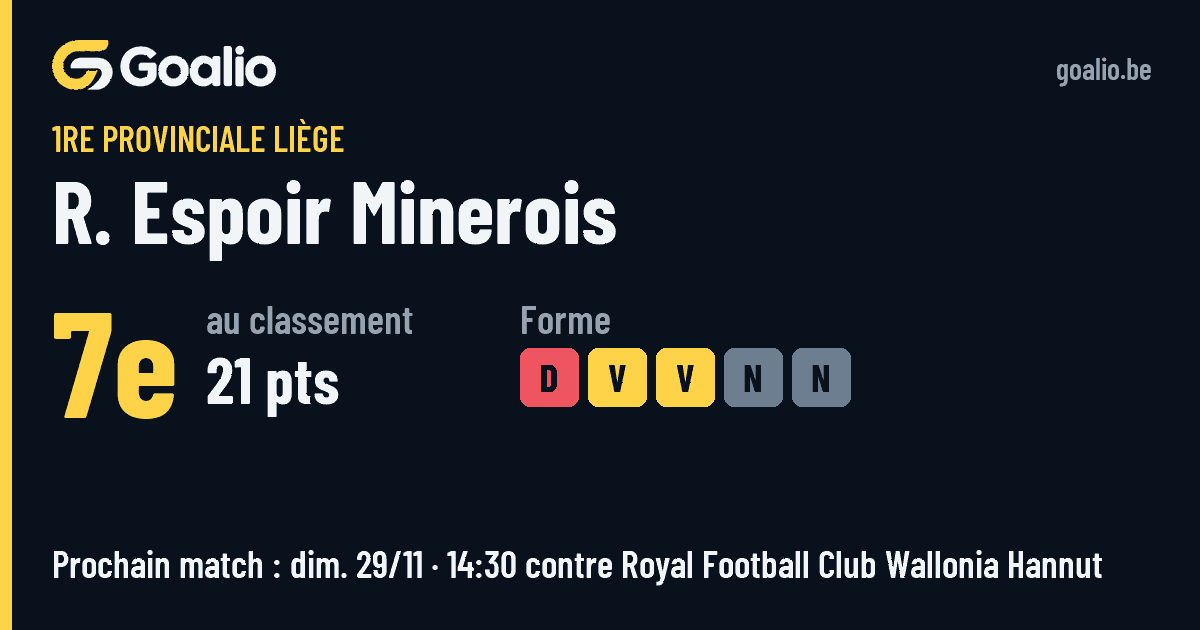 Goalio
goalio.be
1RE PROVINCIALE LIÈGE
R. Espoir Minerois
7e
au classement
21 pts
Forme
D V V N N
Prochain match : dim. 29/11 · 14:30 contre Royal Football Club Wallonia Hannut